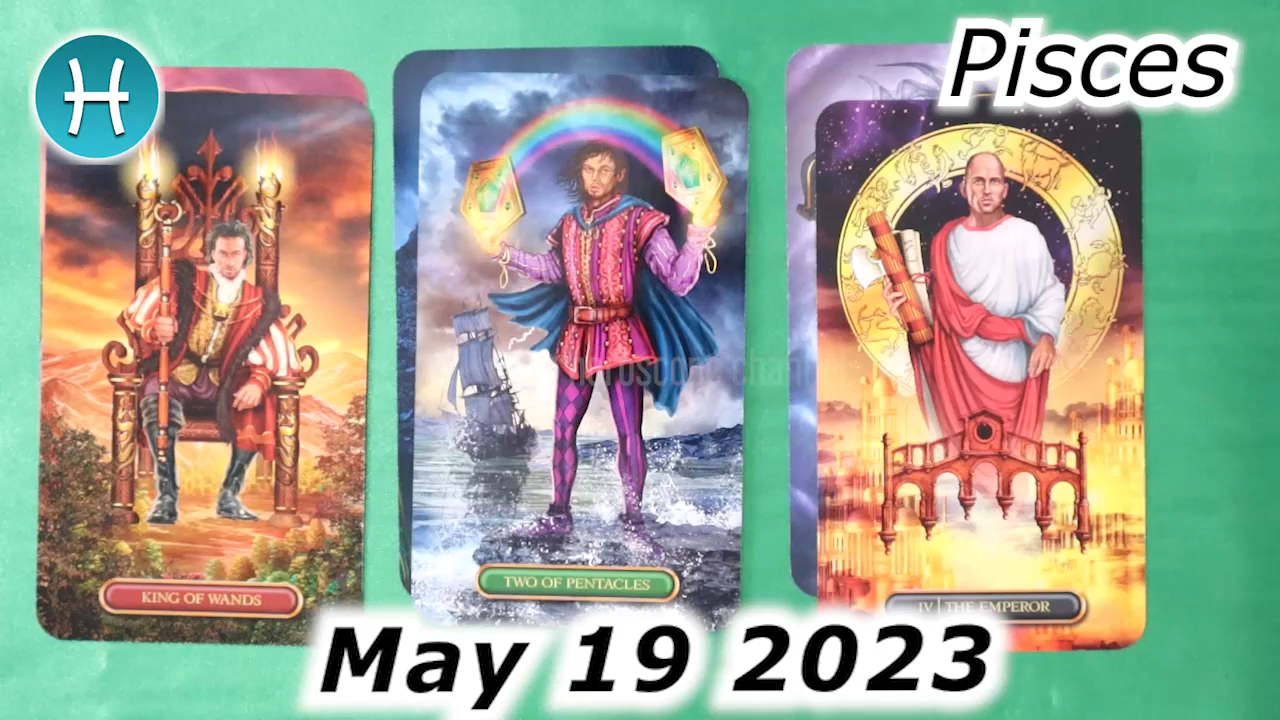 Pisces
KING OF WANDS
TWO OF PENTACLES
IV THE EMPEROR
May 19 2023